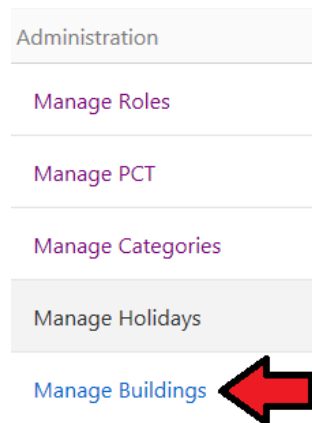 Administration
Manage Roles
Manage PCT
Manage Categories
Manage Holidays
Manage Buildings